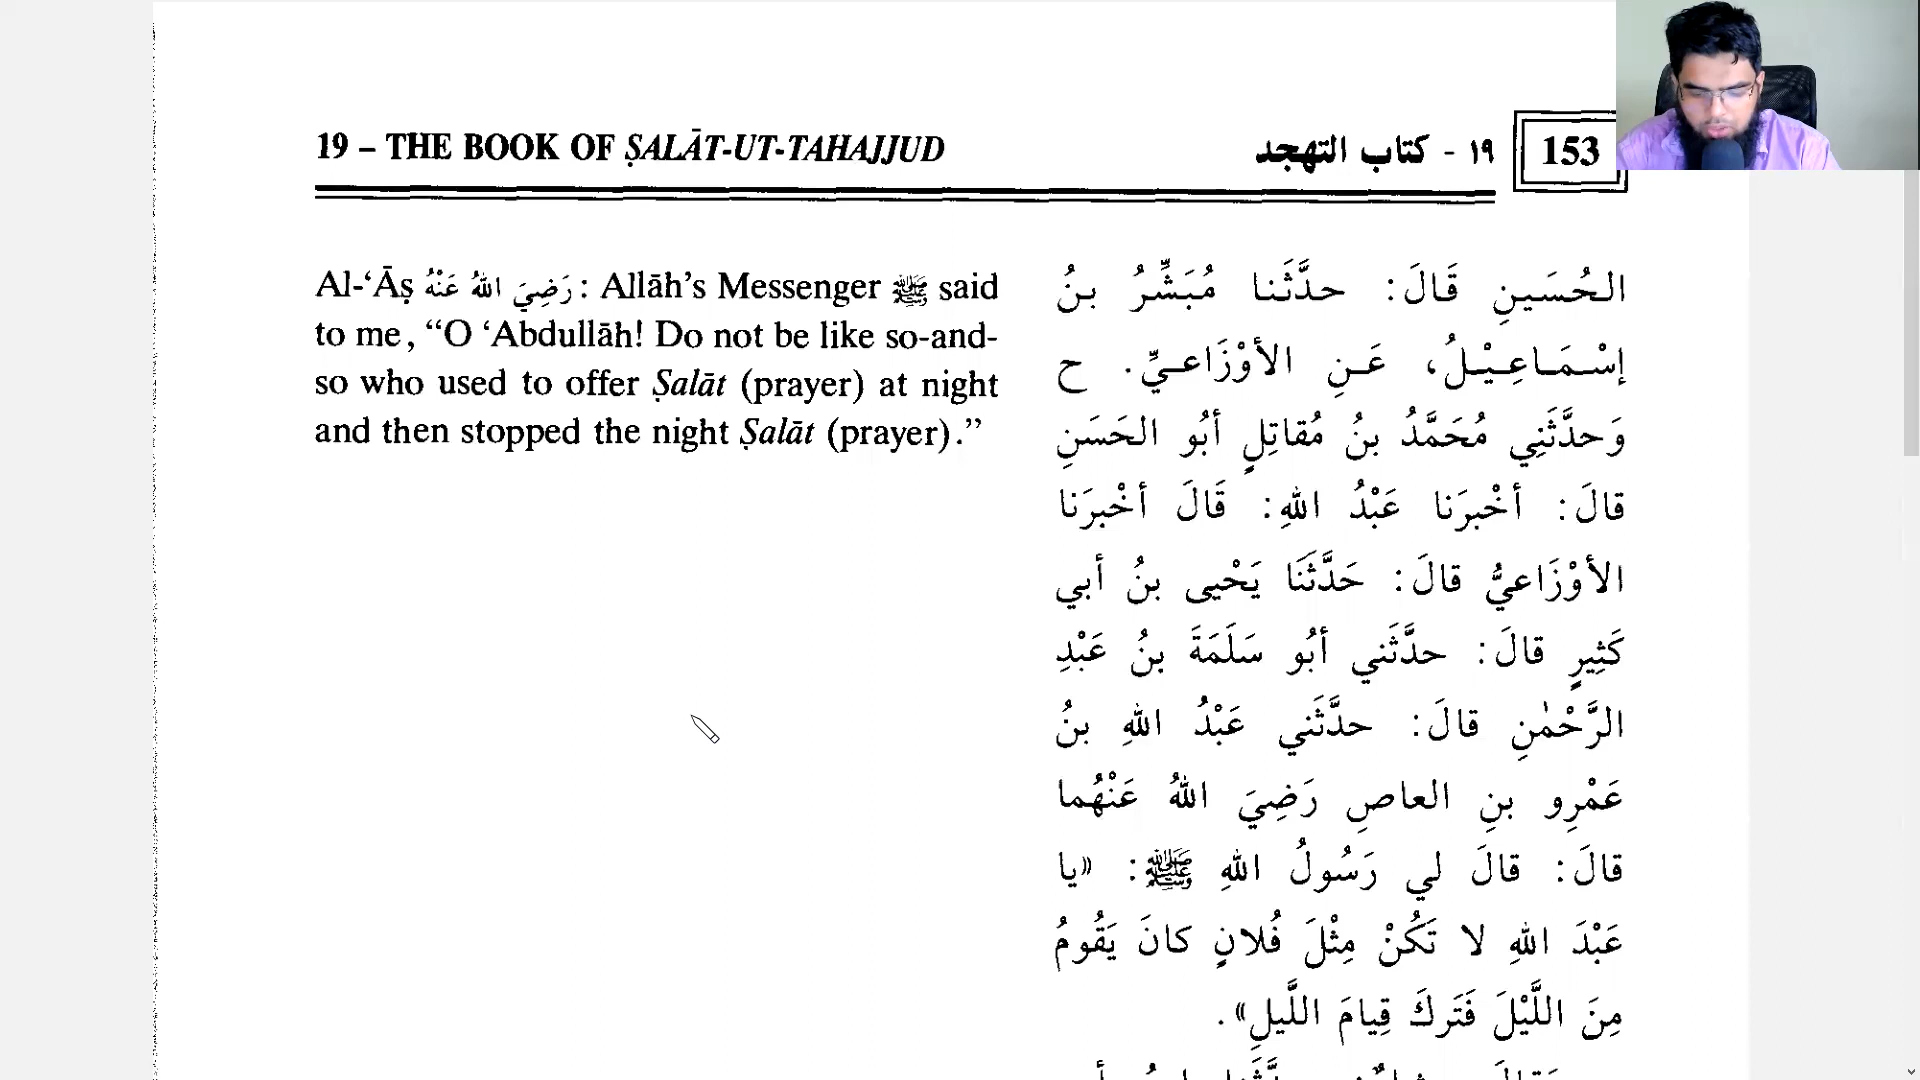 19 – THE BOOK OF ṢALĀT-UT-TAHAJJUD
١٩ - كتاب التهجد
153
Al-‘Āṣ رَضِيَ اللهُ عَنْهُ: Allāh’s Messenger ﷺ said
to me, “O ‘Abdullāh! Do not be like so-and-
so who used to offer Ṣalāt (prayer) at night
and then stopped the night Ṣalāt (prayer).”
الحُسَينِ قَالَ: حدَّثَنا مُبَشِّرُ بنُ
إسْمَاعِيْلُ، عَنِ الأوْزَاعيِّ. ح
وَحدَّثَنِي مُحَمَّدُ بنُ مُقاتِلٍ أبُو الحَسَنِ
قالَ: أخْبرَنا عَبْدُ اللهِ: قَالَ أخْبرَنا
الأوْزَاعيُّ قالَ: حَدَّثَنَا يَحْيى بنُ أبي
كَثِيرٍ قالَ: حدَّثَني أبُو سَلَمَةَ بنُ عَبْدِ
الرَّحْمٰنِ قالَ: حدَّثَني عَبْدُ اللهِ بنُ
عَمْرِو بنِ العاصِ رَضِيَ اللهُ عَنْهُما
قالَ: قالَ لي رَسُولُ اللهِ ﷺ: «يا
عَبْدَ اللهِ لا تَكُنْ مِثْلَ فُلانٍ كانَ يَقُومُ
مِنَ اللَّيْلَ فَتَركَ قِيامَ اللَّيلِ».